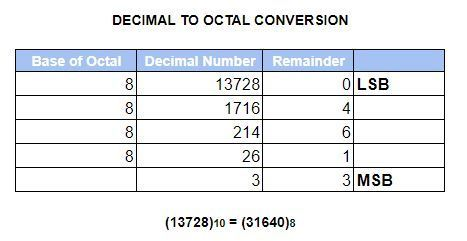 DECIMAL TO OCTAL CONVERSION
Base of Octal Decimal Number Remainder
8 13728 0 LSB
8 1716 4
8 214 6
8 26 1
3 3 MSB
(13728)10 = (31640)8